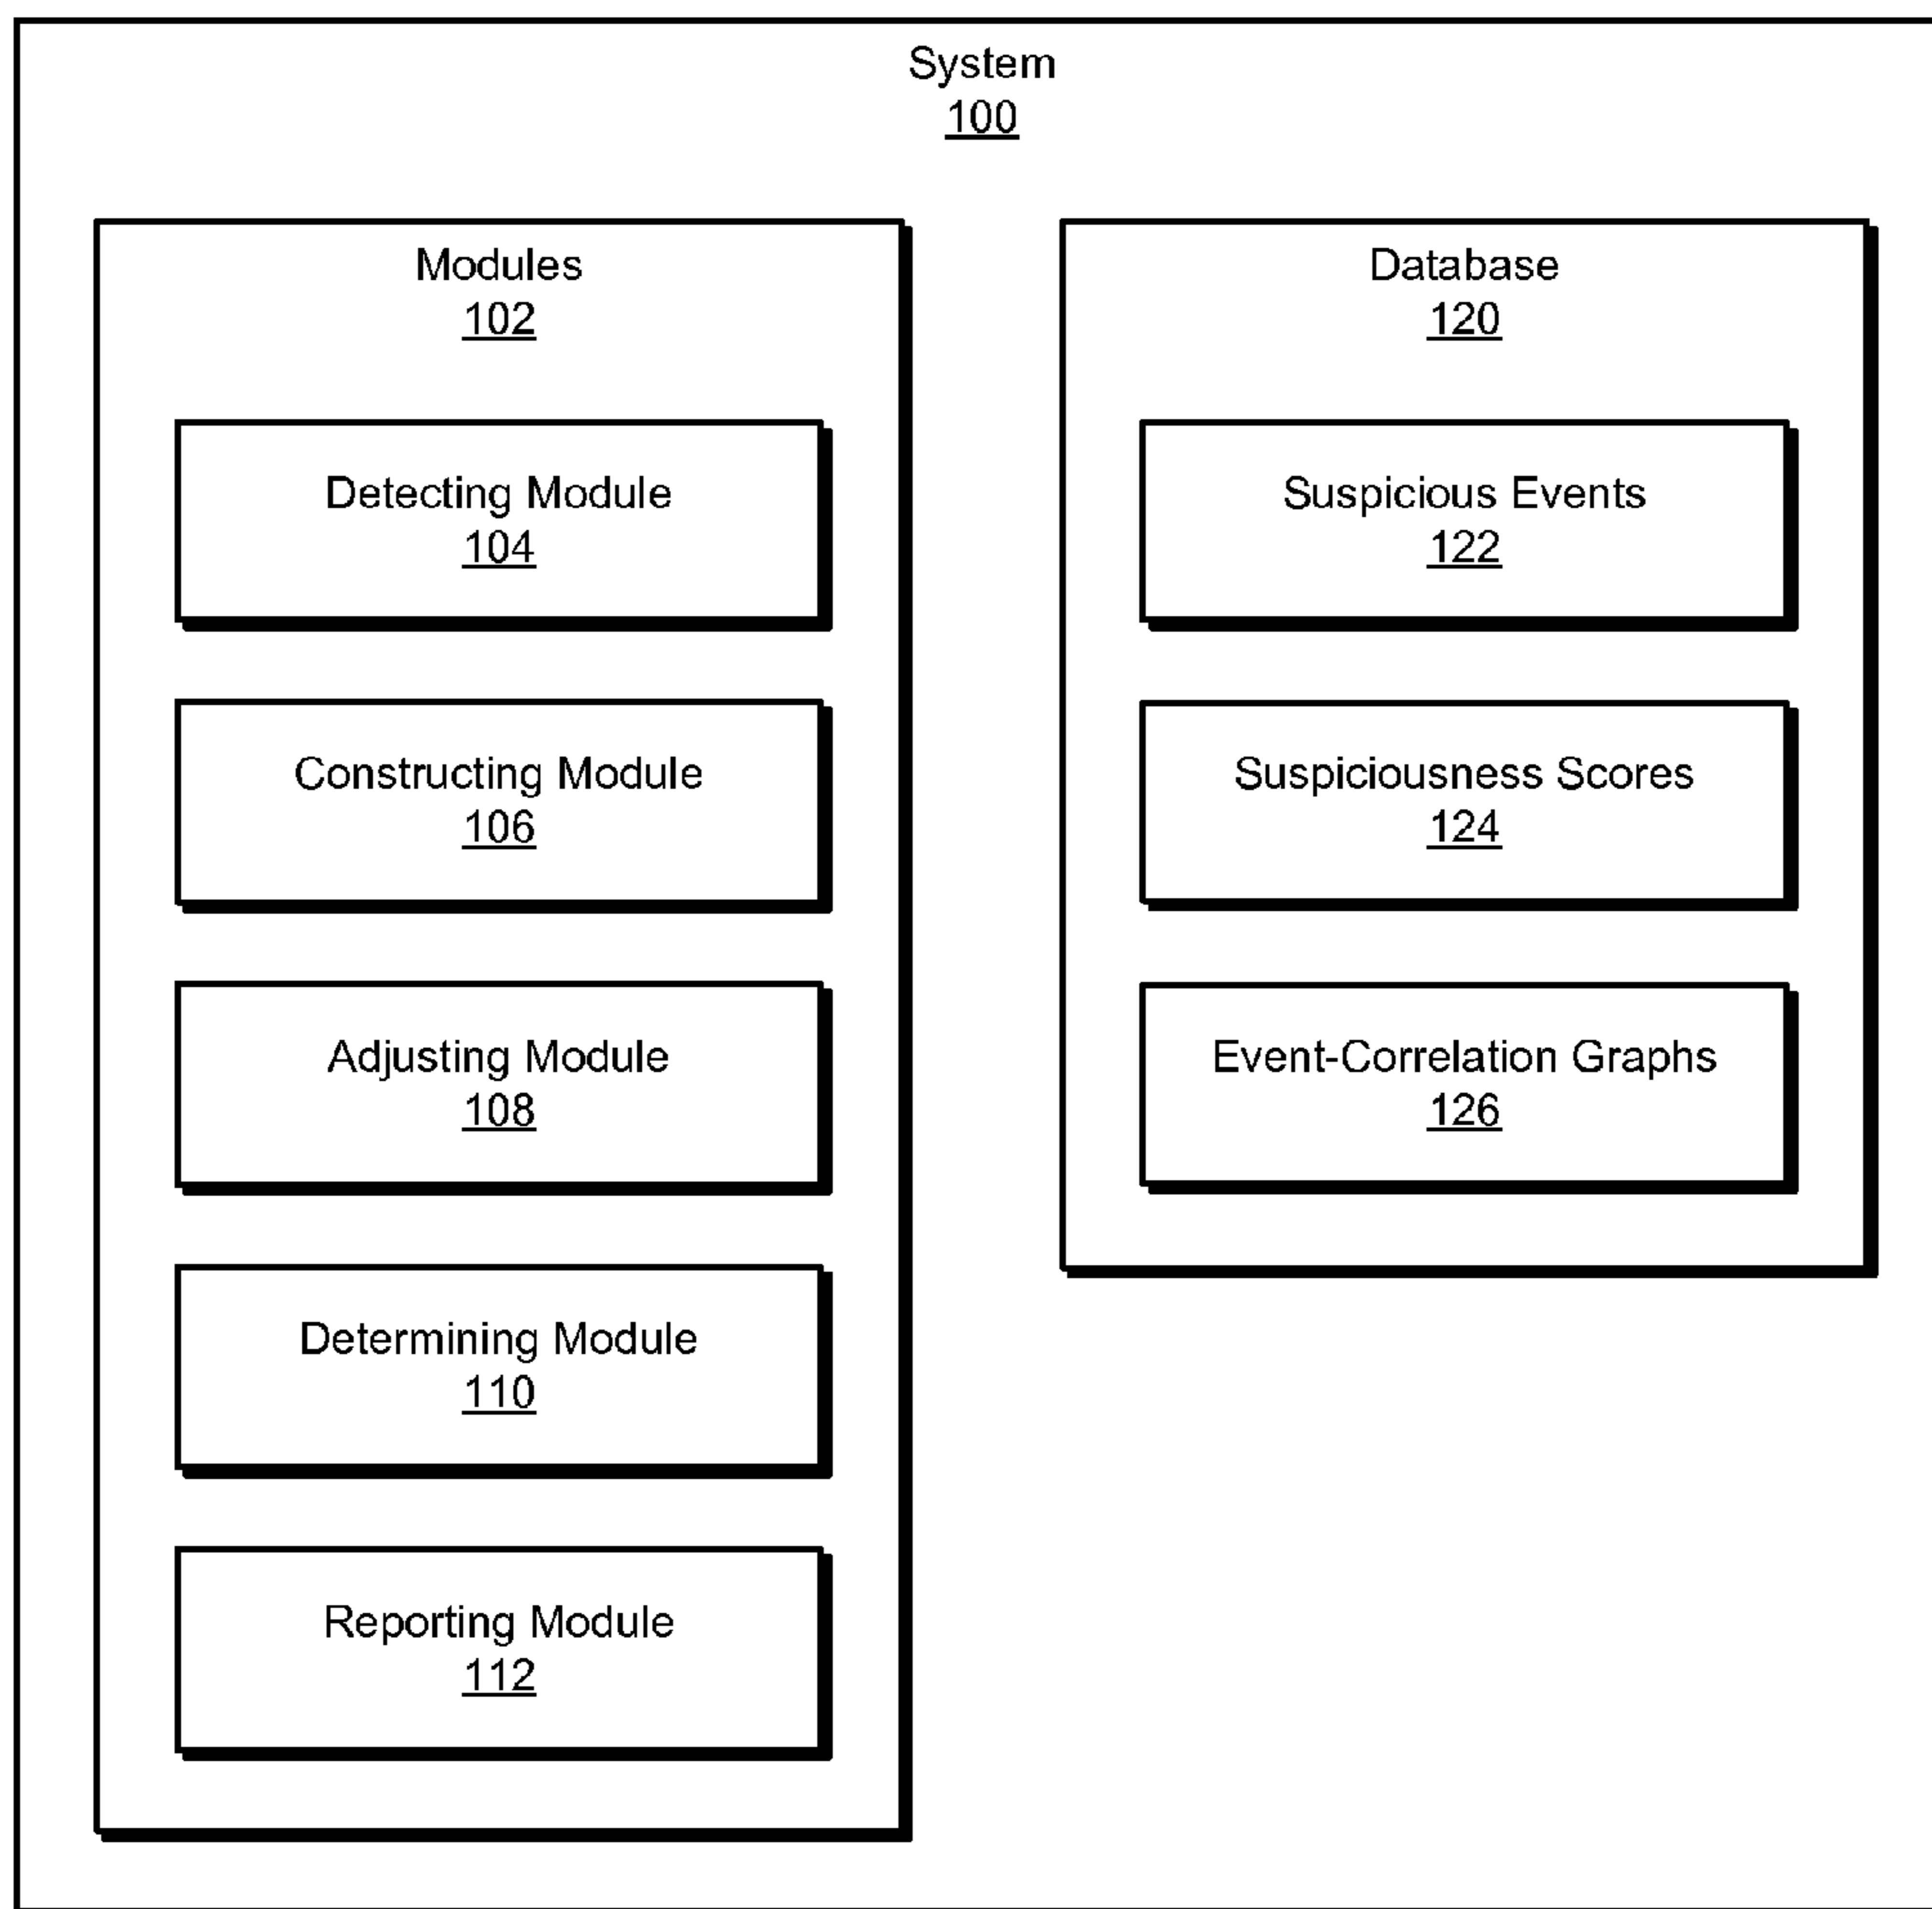 System
100
Modules
102
Detecting Module
104
Constructing Module
106
Adjusting Module
108
Determining Module
110
Reporting Module
112
Database
120
Suspicious Events
122
Suspiciousness Scores
124
Event-Correlation Graphs
126